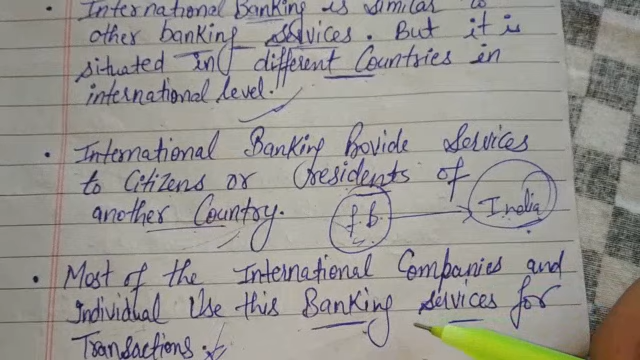 International Banking is similar to
other banking services. But it is
situated in different Countries in
international level.
International Banking Provide Services
to Citizens or (residents of
another Country.
f.b India
Most of the International Companies and
Individual Use this Banking services for
Transactions.